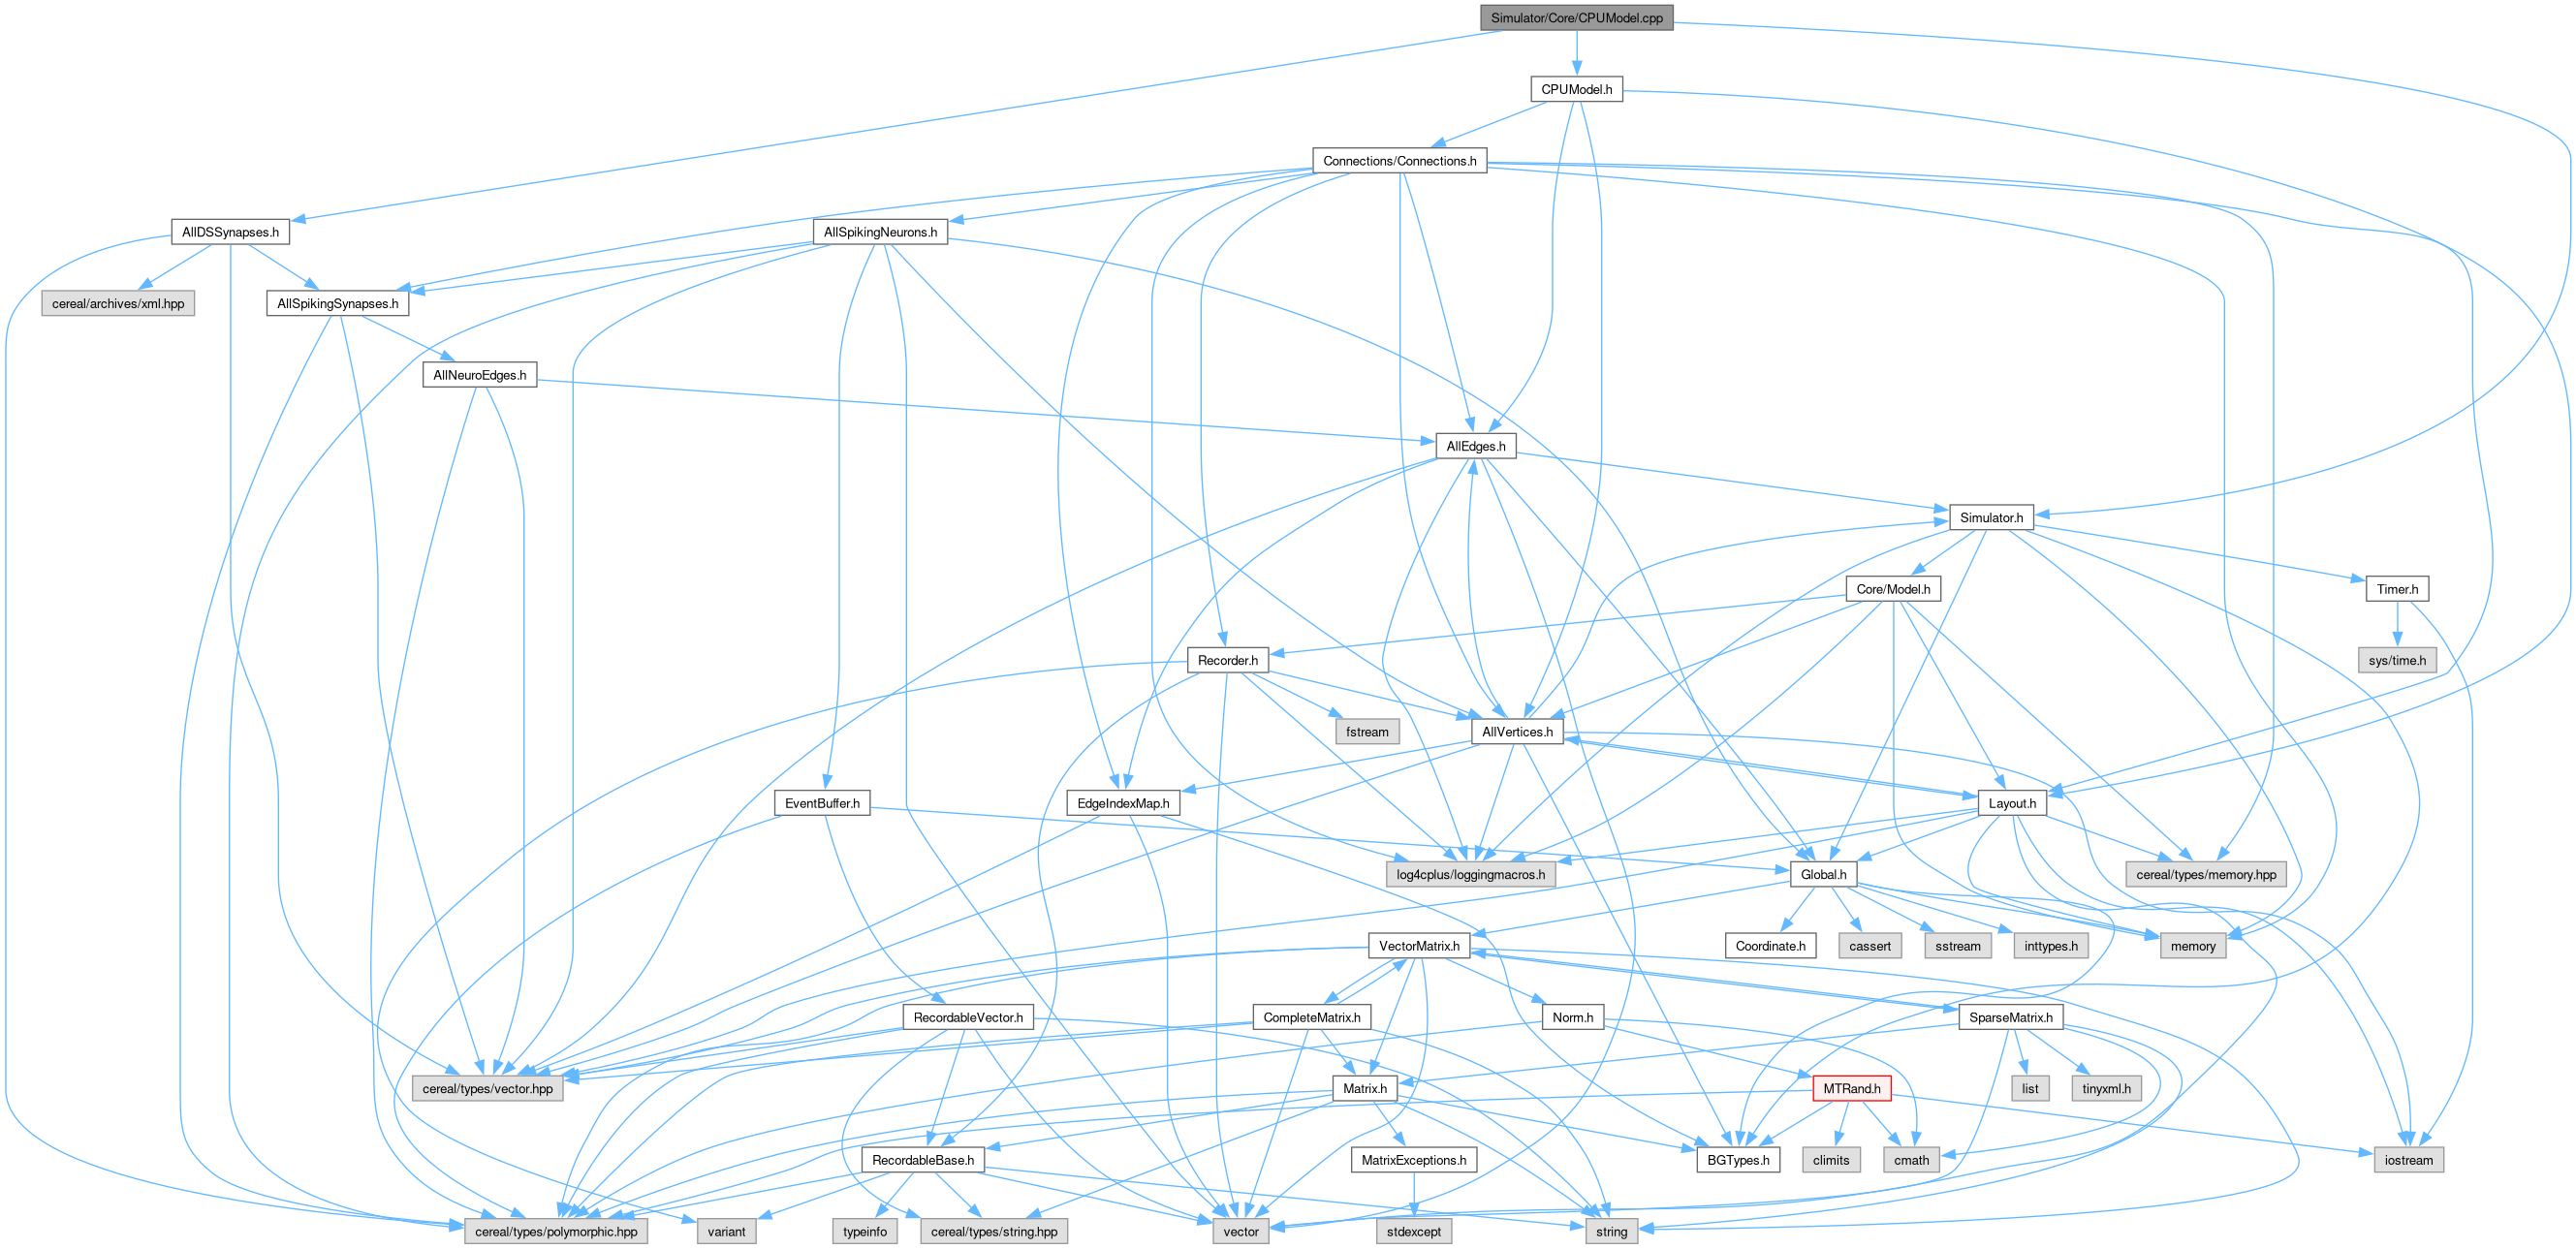 Simulator/Core/CPUModel.cpp
CPUModel.h
Connections/Connections.h
AllDSSynapses.h
AllSpikingNeurons.h
cereal/archives/xml.hpp
AllSpikingSynapses.h
AllNeuroEdges.h
AllEdges.h
Simulator.h
Core/Model.h
Timer.h
Recorder.h
sys/time.h
fstream
AllVertices.h
EventBuffer.h
EdgeIndexMap.h
Layout.h
log4cplus/loggingmacros.h
Global.h
cereal/types/memory.hpp
VectorMatrix.h
Coordinate.h
cassert
sstream
inttypes.h
memory
RecordableVector.h
CompleteMatrix.h
Norm.h
SparseMatrix.h
cereal/types/vector.hpp
Matrix.h
MTRand.h
list
tinyxml.h
RecordableBase.h
MatrixExceptions.h
BGTypes.h
climits
cmath
iostream
cereal/types/polymorphic.hpp
variant
typeinfo
cereal/types/string.hpp
vector
stdexcept
string